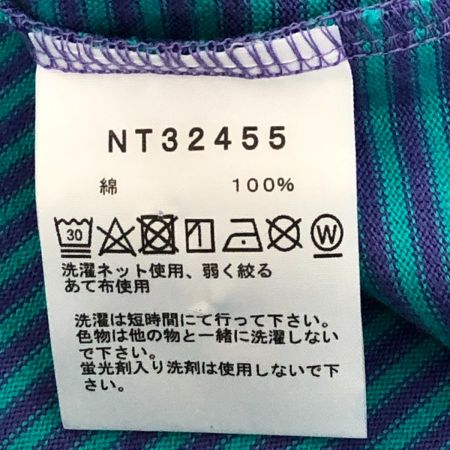 NT32455
綿 100%
30 W
洗濯ネット使用、弱く絞る
あて布使用
洗濯は短時間にて行って下さい。
色物は他の物と一緒に洗濯しない
で下さい。
蛍光剤入り洗剤は使用しないで下
さい。